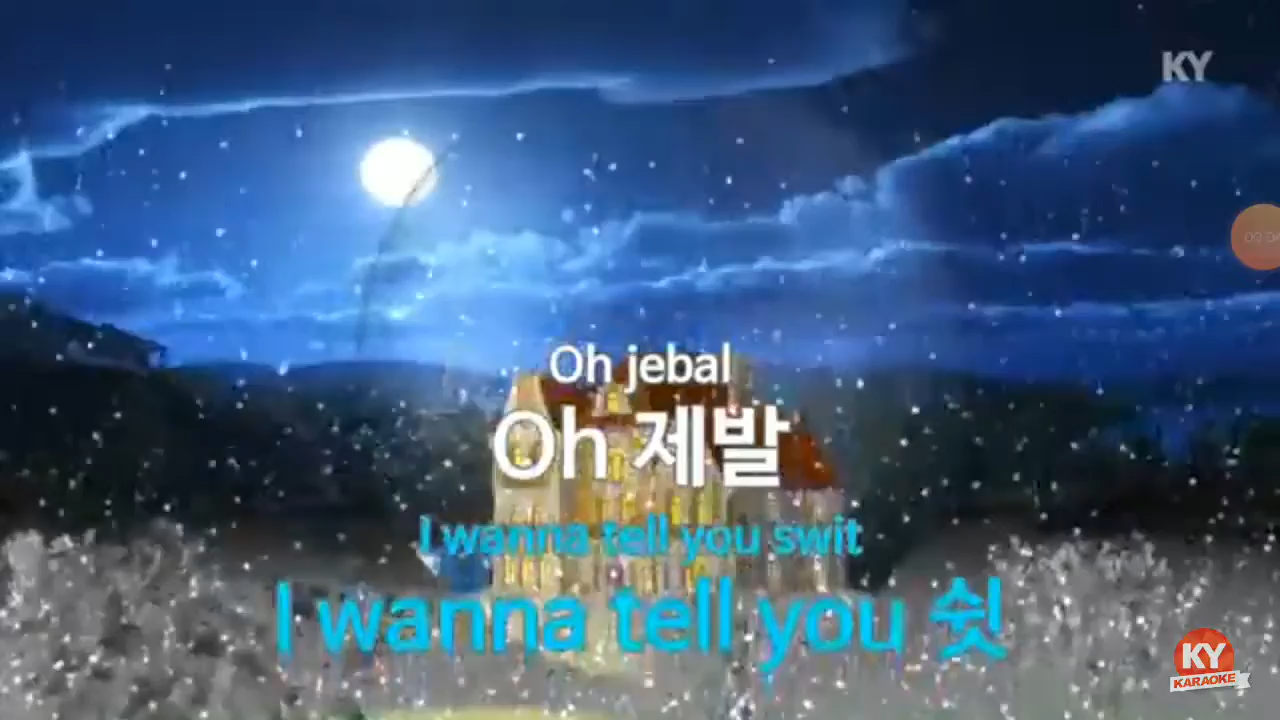 KY
Oh jebal
Oh 제발
I wanna tell you swit
I wanna tell you 쉿
KY
KARAOKE